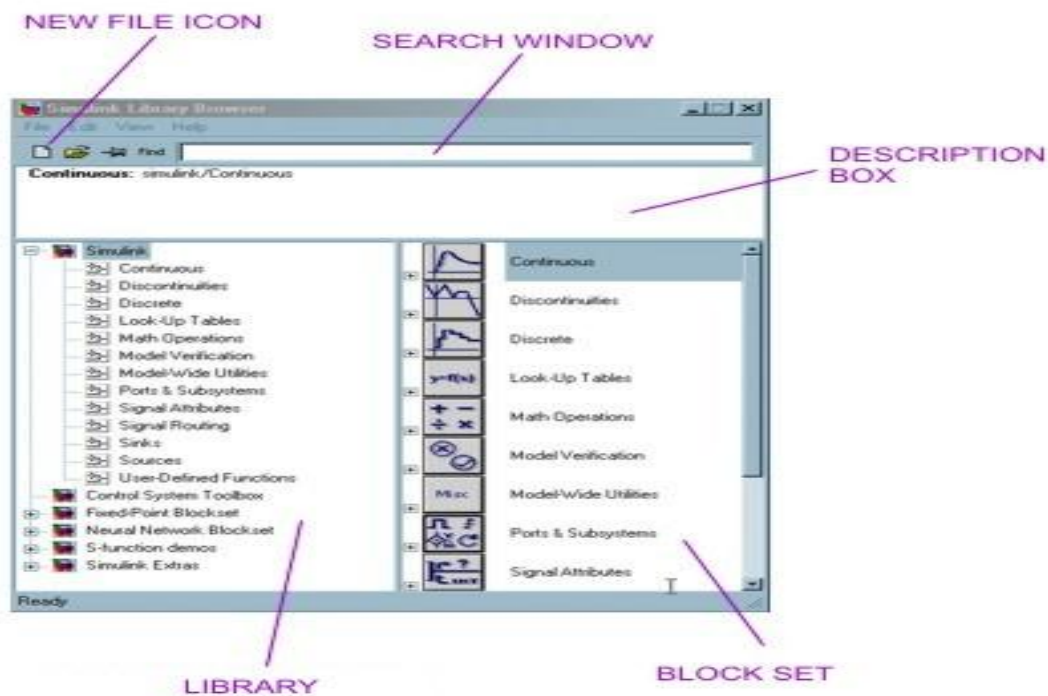 NEW FILE ICON
SEARCH WINDOW
Simulink Library Browser
File Edit View Help
Find
DESCRIPTION
BOX
Continuous: simulink/Continuous
Simulink
Continuous
Discontinuities
Discrete
Look-Up Tables
Math Operations
Model Verification
Model-Wide Utilities
Ports & Subsystems
Signal Attributes
Signal Routing
Sinks
Sources
User-Defined Functions
Control System Toolbox
Fixed-Point Blockset
Neural Network Blockset
S-function demos
Simulink Extras
Continuous
Discontinuities
Discrete
y=f(x) Look-Up Tables
+ − ÷ × Math Operations
Model Verification
Misc Model-Wide Utilities
Ports & Subsystems
Signal Attributes
Ready
LIBRARY
BLOCK SET